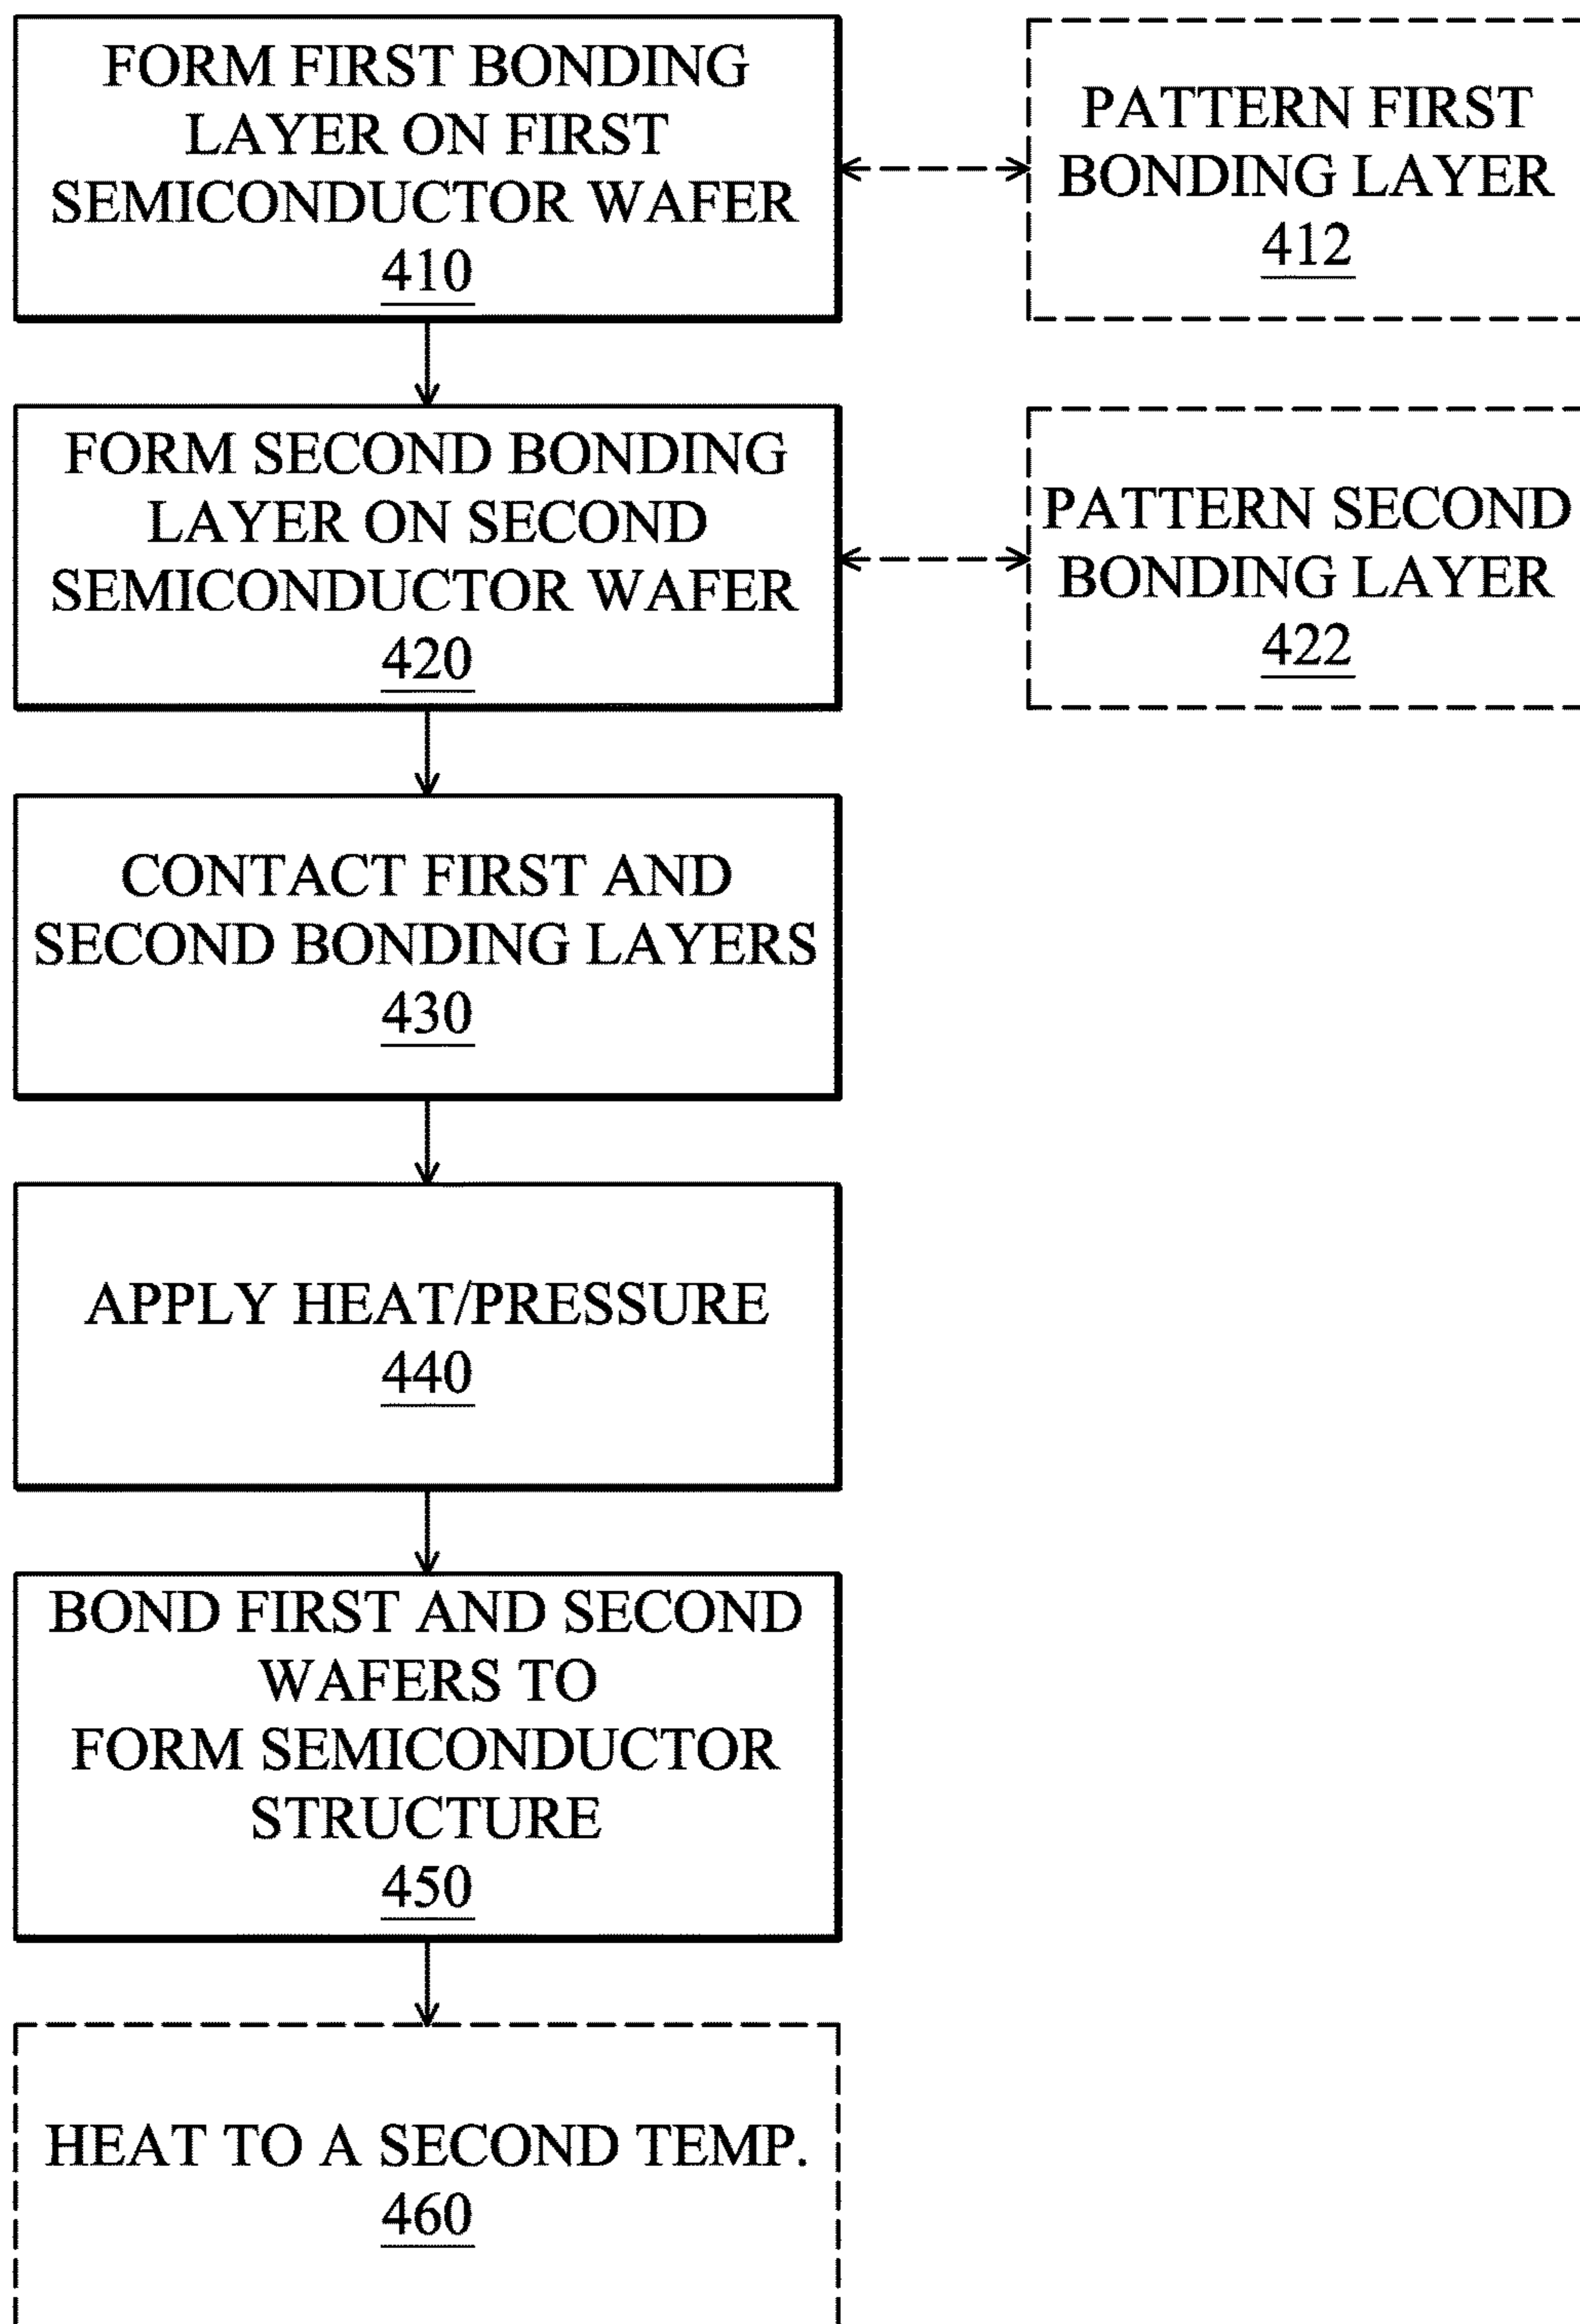 FORM FIRST BONDING
LAYER ON FIRST
SEMICONDUCTOR WAFER
410
PATTERN FIRST
BONDING LAYER
412
FORM SECOND BONDING
LAYER ON SECOND
SEMICONDUCTOR WAFER
420
PATTERN SECOND
BONDING LAYER
422
CONTACT FIRST AND
SECOND BONDING LAYERS
430
APPLY HEAT/PRESSURE
440
BOND FIRST AND SECOND
WAFERS TO
FORM SEMICONDUCTOR
STRUCTURE
450
HEAT TO A SECOND TEMP.
460